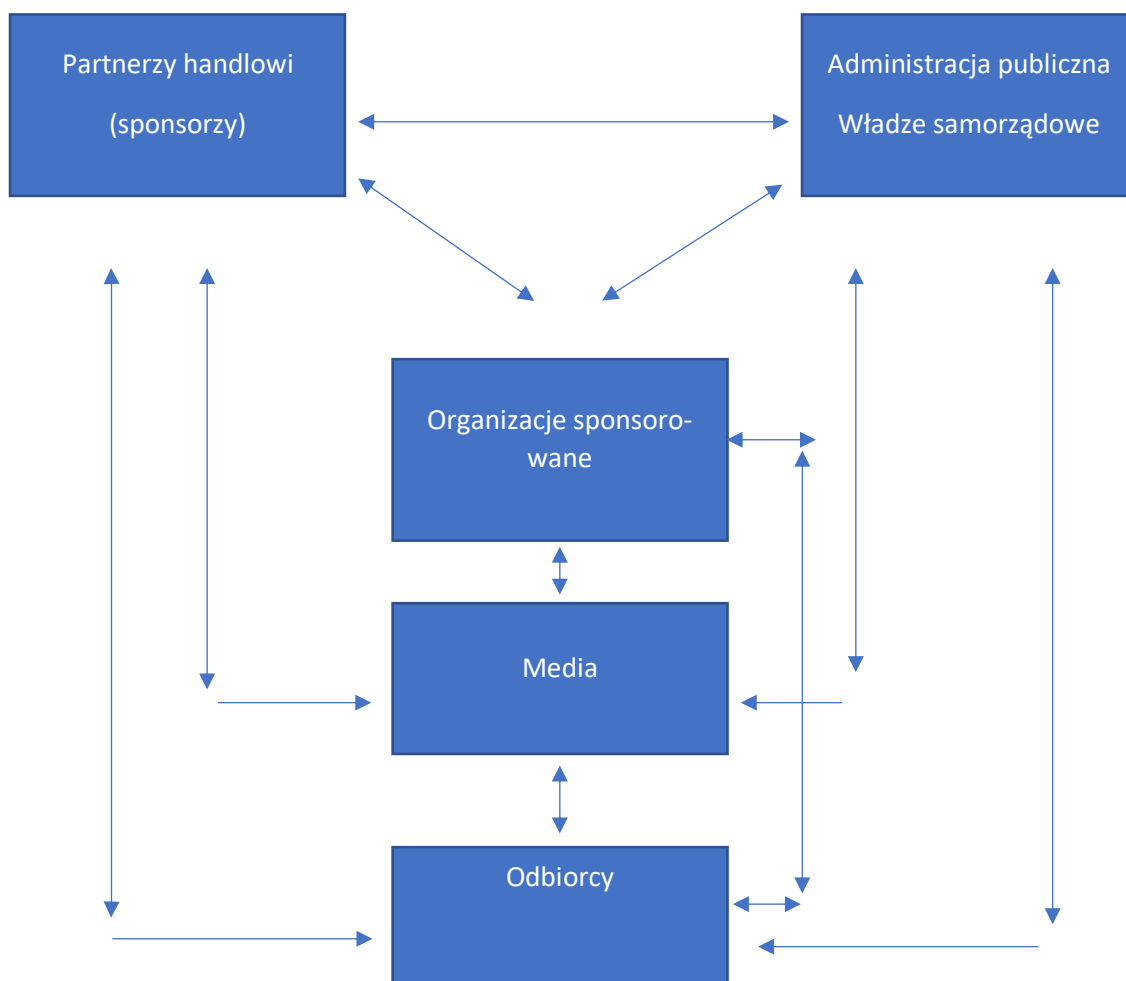 Partnerzy handlowi
(sponsorzy)
Administracja publiczna
Władze samorządowe
Organizacje sponsoro-
wane
Media
Odbiorcy